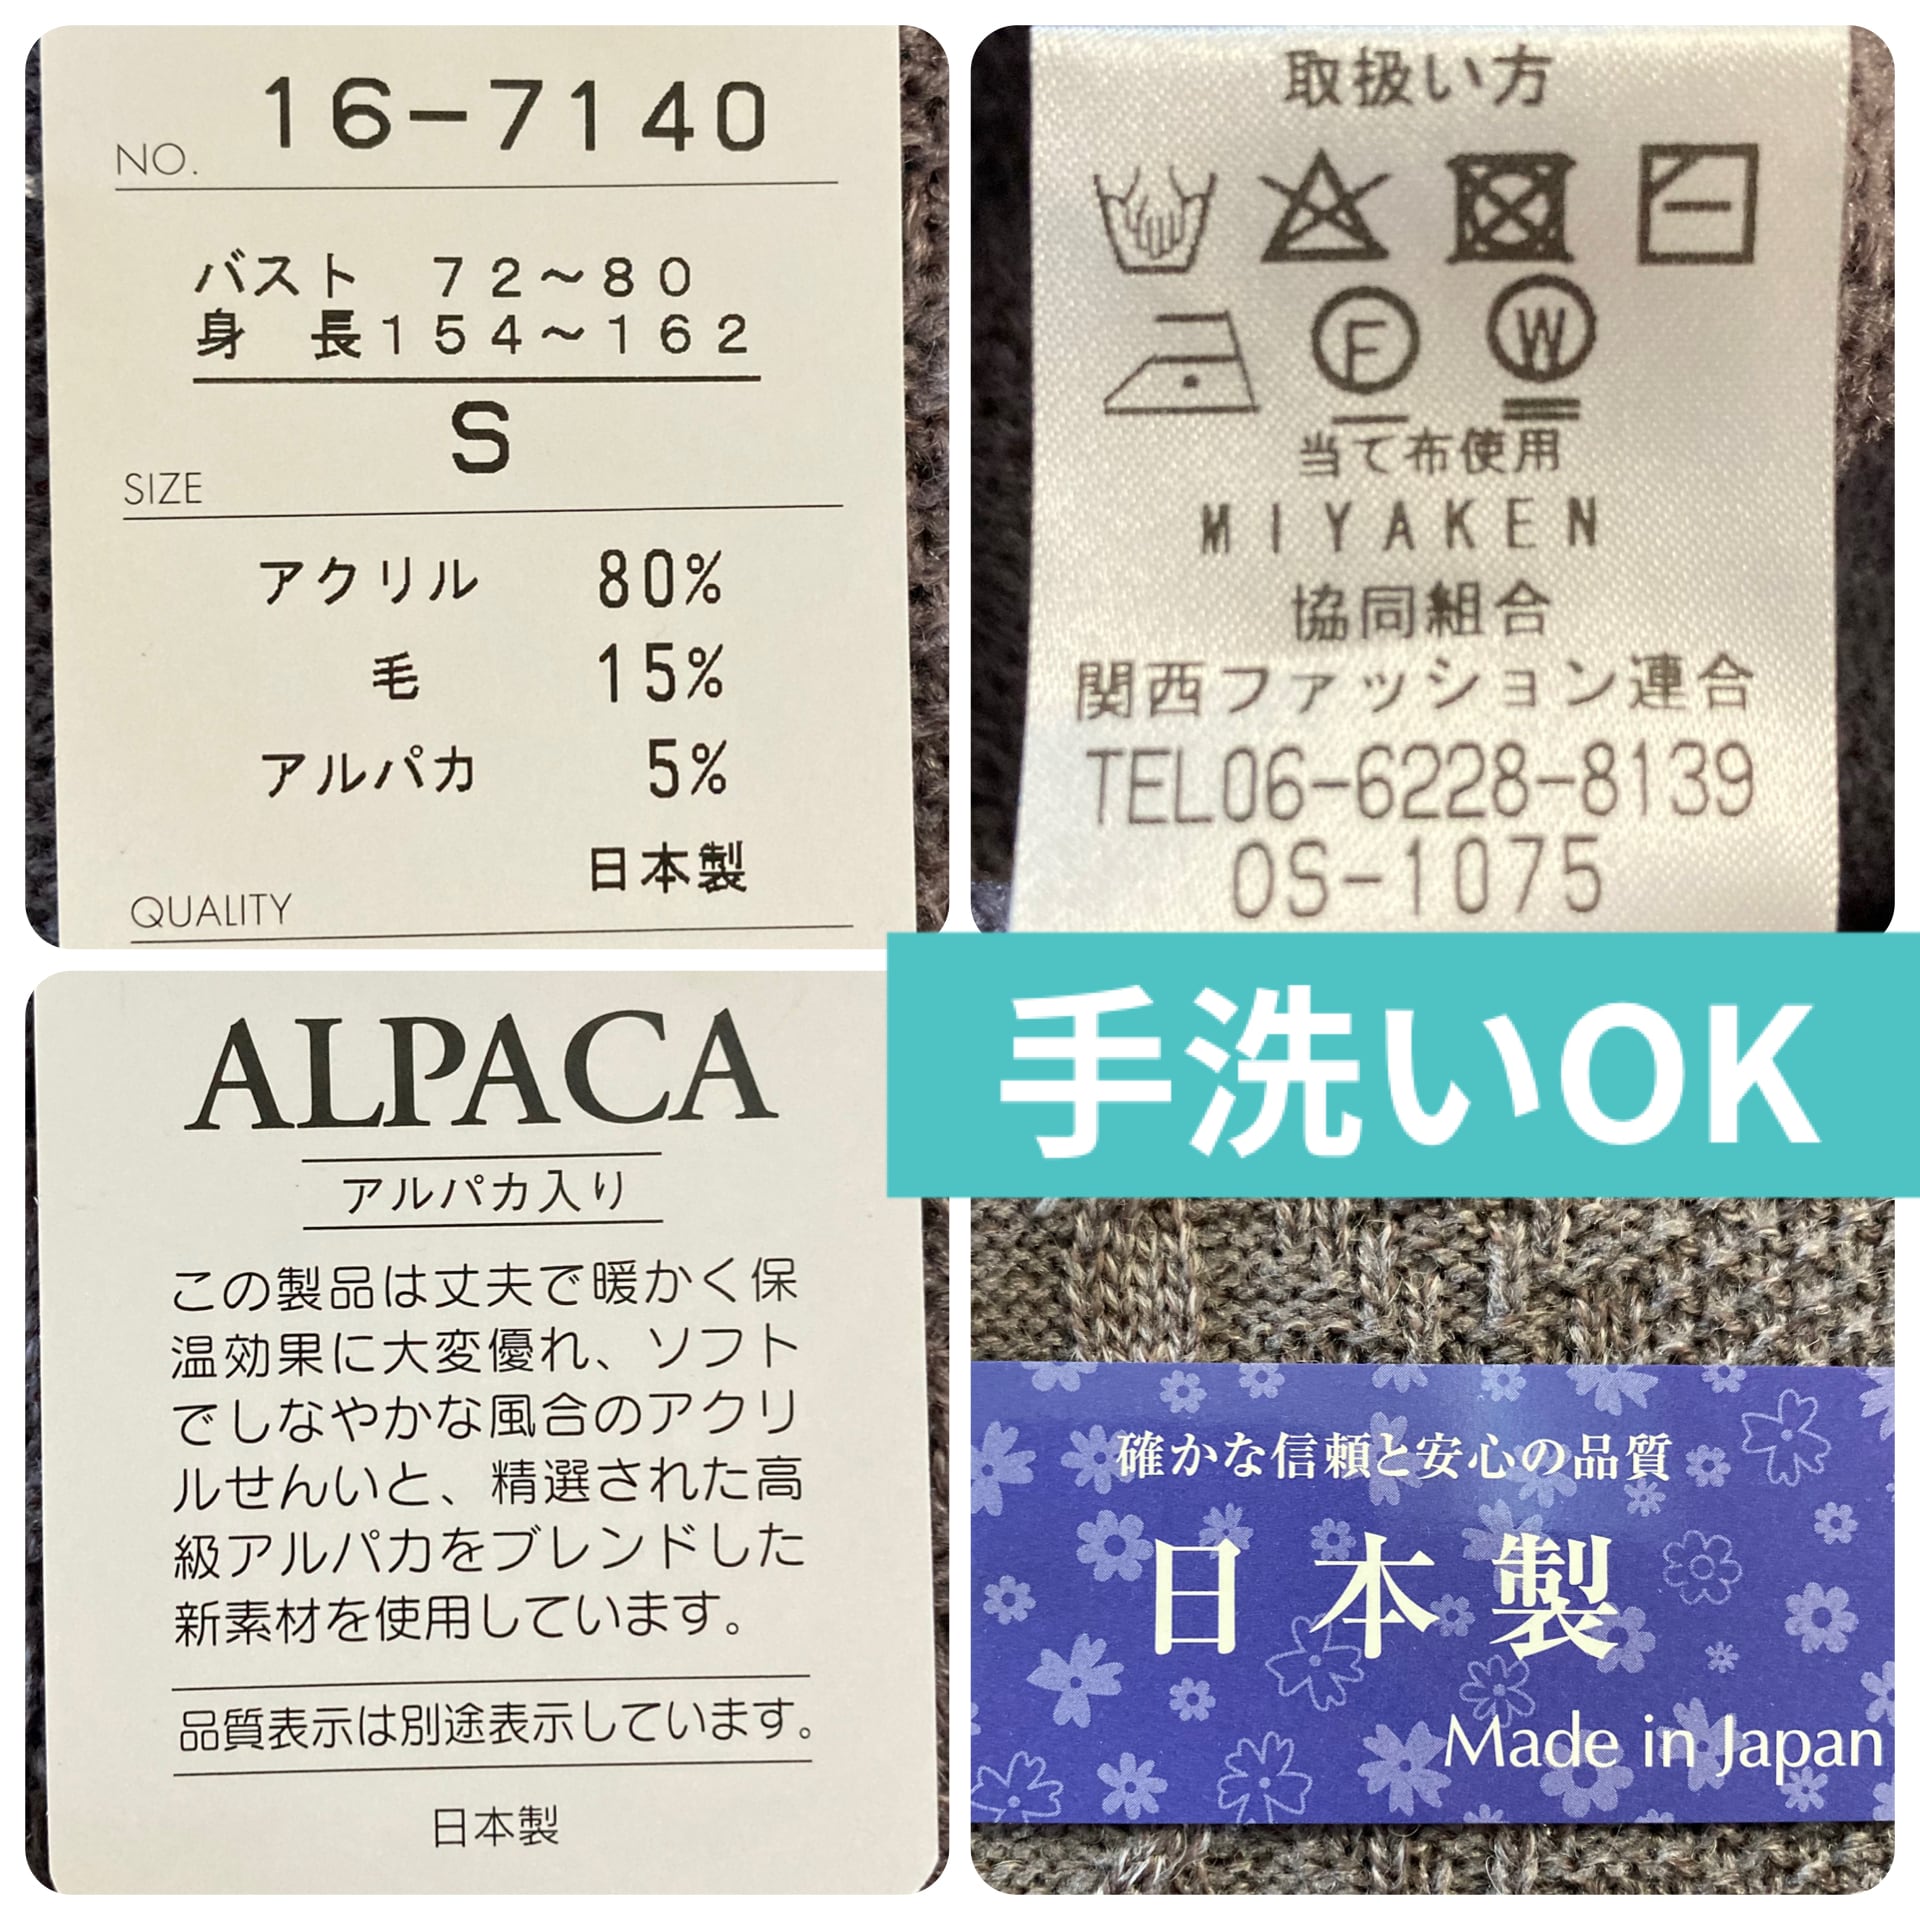 16-7140
NO.
バスト 72～80
身 長154～162
S
SIZE
アクリル 80%
毛 15%
アルパカ 5%
日本製
QUALITY
取扱い方
F W
当て布使用
MIYAKEN
協同組合
関西ファッション連合
TEL06-6228-8139
OS-1075
手洗いOK
ALPACA
アルパカ入り
この製品は丈夫で暖かく保
温効果に大変優れ、ソフト
でしなやかな風合のアクリ
ルせんいと、精選された高
級アルパカをブレンドした
新素材を使用しています。
品質表示は別途表示しています。
日本製
確かな信頼と安心の品質
日本製
Made in Japan